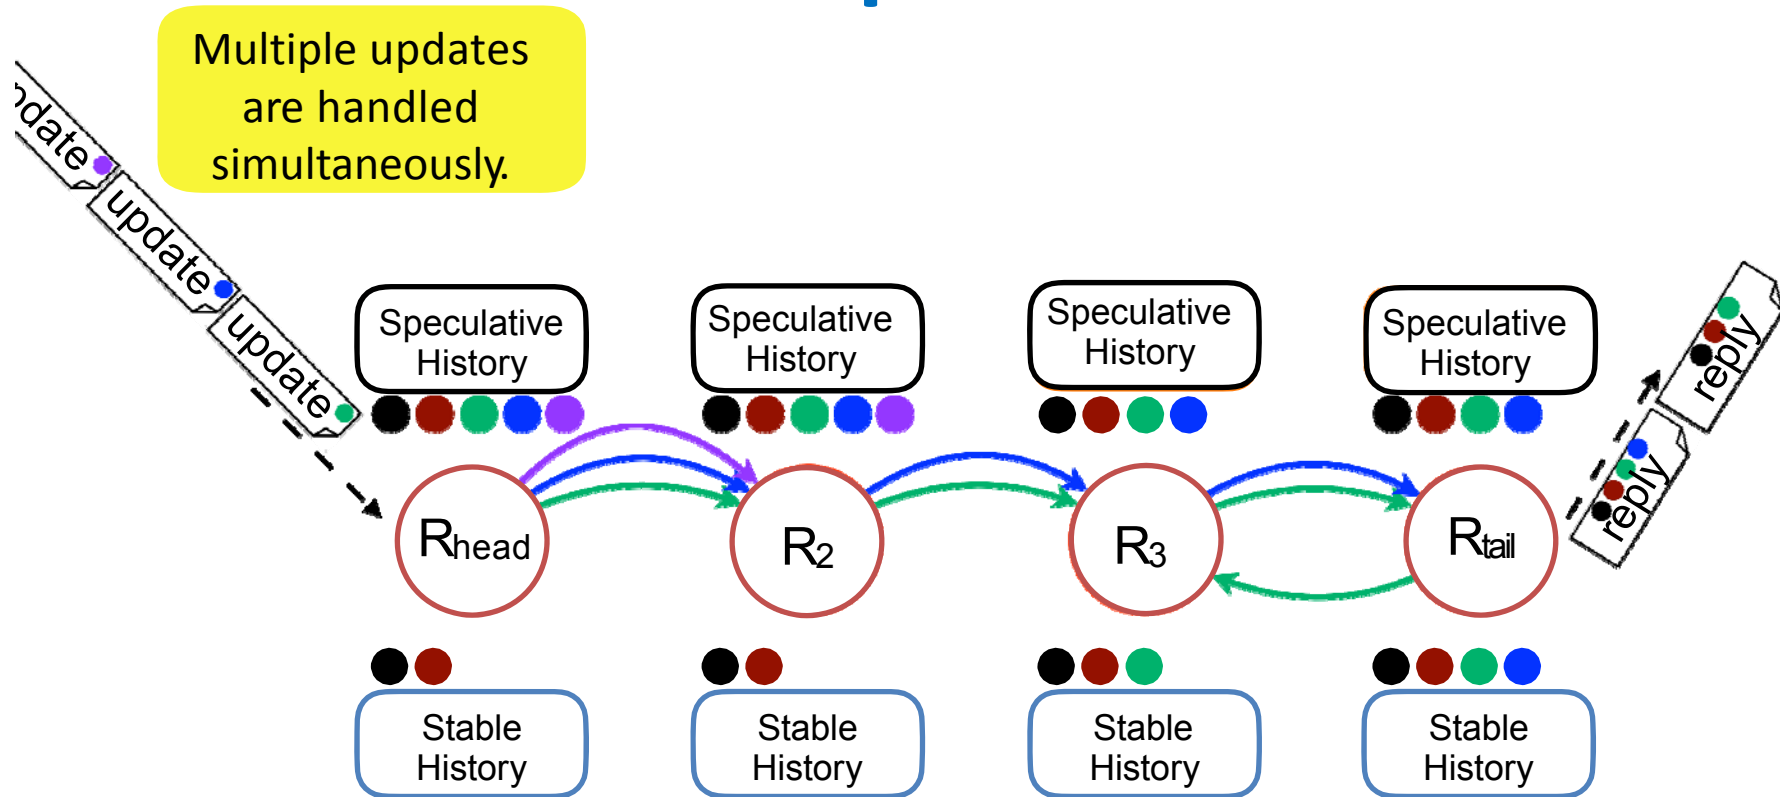 Multiple updates
are handled
simultaneously.
update
update
update
Speculative
History
Speculative
History
Speculative
History
Speculative
History
reply
reply
Rhead
R2
R3
Rtail
Stable
History
Stable
History
Stable
History
Stable
History